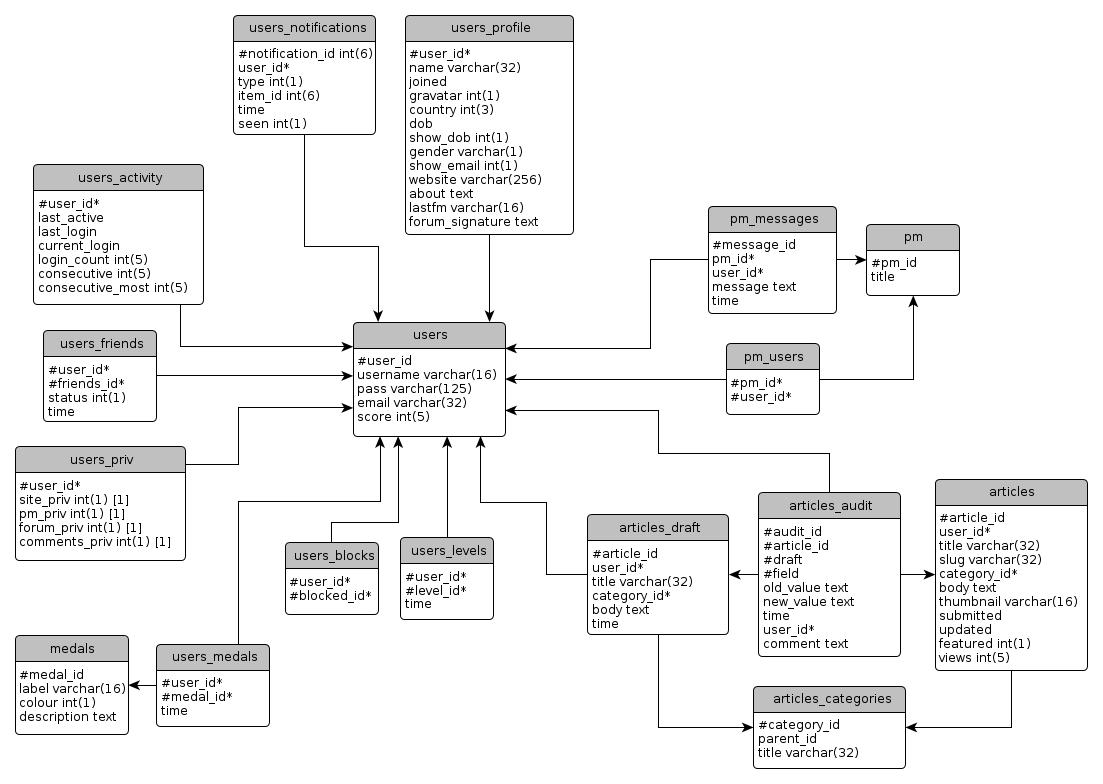 users_notifications
#notification_id int(6)
user_id*
type int(1)
item_id int(6)
time
seen int(1)
users_profile
#user_id*
name varchar(32)
joined
gravatar int(1)
country int(3)
dob
show_dob int(1)
gender varchar(1)
show_email int(1)
website varchar(256)
about text
lastfm varchar(16)
forum_signature text
users_activity
#user_id*
last_active
last_login
current_login
login_count int(5)
consecutive int(5)
consecutive_most int(5)
pm_messages
#message_id
pm_id*
user_id*
message text
time
pm
#pm_id
title
users_friends
#user_id*
#friends_id*
status int(1)
time
users
#user_id
username varchar(16)
pass varchar(125)
email varchar(32)
score int(5)
pm_users
#pm_id*
#user_id*
users_priv
#user_id*
site_priv int(1) [1]
pm_priv int(1) [1]
forum_priv int(1) [1]
comments_priv int(1) [1]
users_blocks
#user_id*
#blocked_id*
users_levels
#user_id*
#level_id*
time
articles_draft
#article_id
user_id*
title varchar(32)
category_id*
body text
time
articles_audit
#audit_id
#article_id
#draft
#field
old_value text
new_value text
time
user_id*
comment text
articles
#article_id
user_id*
title varchar(32)
slug varchar(32)
category_id*
body text
thumbnail varchar(16)
submitted
updated
featured int(1)
views int(5)
medals
#medal_id
label varchar(16)
colour int(1)
description text
users_medals
#user_id*
#medal_id*
time
articles_categories
#category_id
parent_id
title varchar(32)